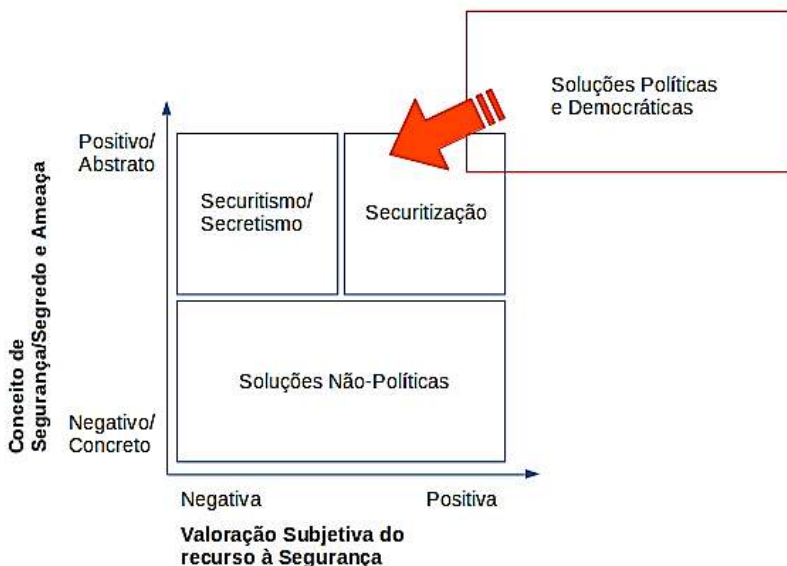 Soluções Políticas
e Democráticas
Positivo/
Abstrato
Securitismo/
Secretismo
Securitização
Conceito de
Segurança/Segredo e Ameaça
Soluções Não-Políticas
Negativo/
Concreto
Negativa
Positiva
Valoração Subjetiva do
recurso à Segurança